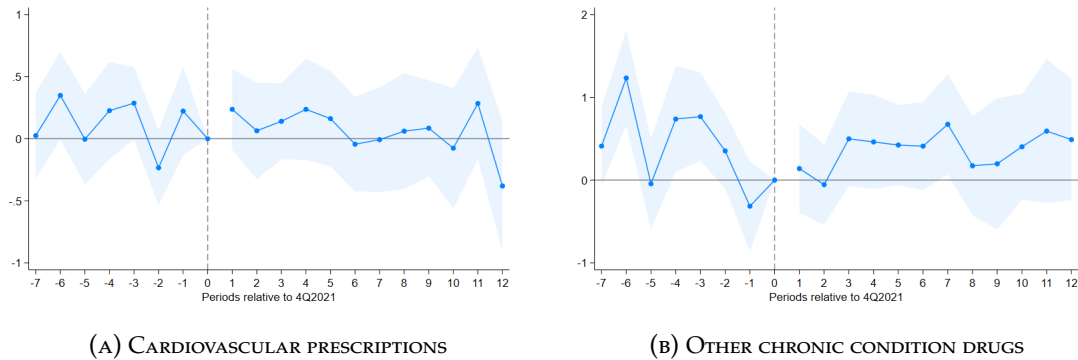 1
.5
0
-.5
-1
-7 -6 -5 -4 -3 -2 -1 0 1 2 3 4 5 6 7 8 9 10 11 12
Periods relative to 4Q2021
(A) Cardiovascular prescriptions
2
1
0
-1
-7 -6 -5 -4 -3 -2 -1 0 1 2 3 4 5 6 7 8 9 10 11 12
Periods relative to 4Q2021
(B) Other chronic condition drugs